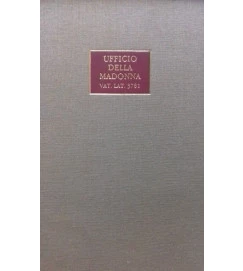 UFFICIO
DELLA
MADONNA
VAT. LAT. 3781